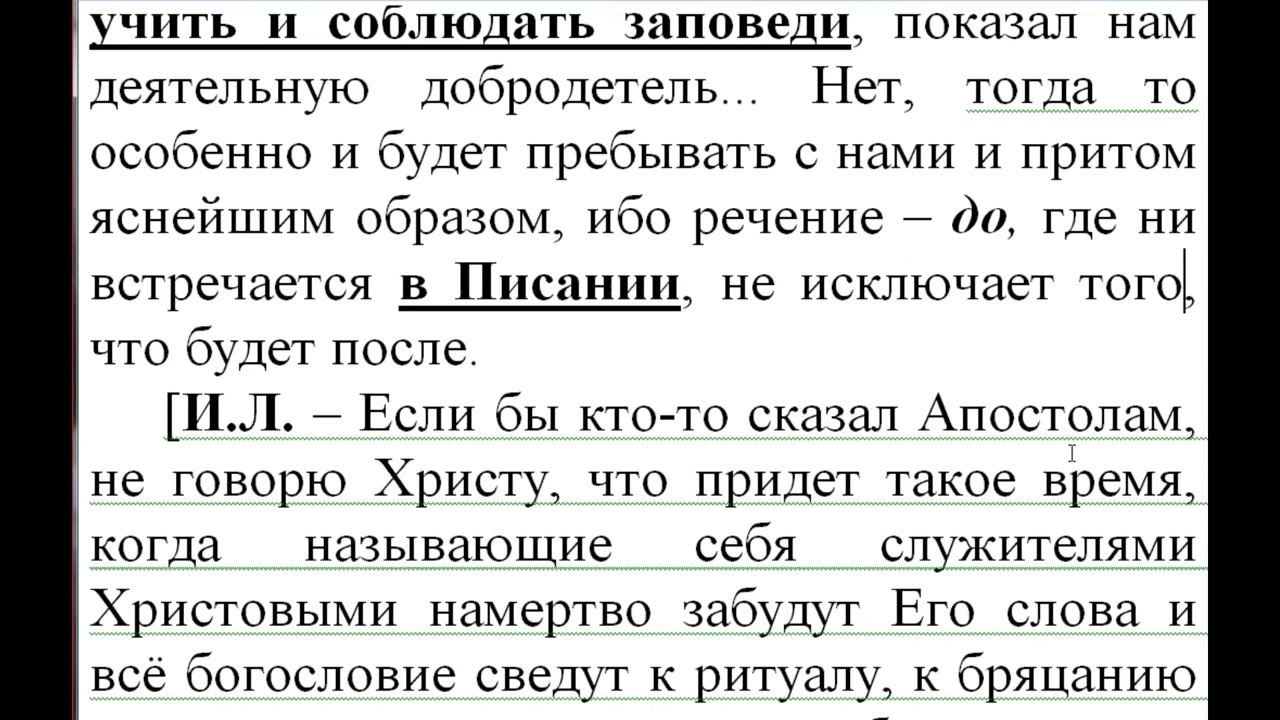 учить и соблюдать заповеди, показал нам
деятельную добродетель... Нет, тогда то
особенно и будет пребывать с нами и притом
яснейшим образом, ибо речение – до, где ни
встречается в Писании, не исключает того,
что будет после.
[И.Л. – Если бы кто-то сказал Апостолам,
не говорю Христу, что придет такое время,
когда называющие себя служителями
Христовыми намертво забудут Его слова и
всё богословие сведут к ритуалу, к бряцанию